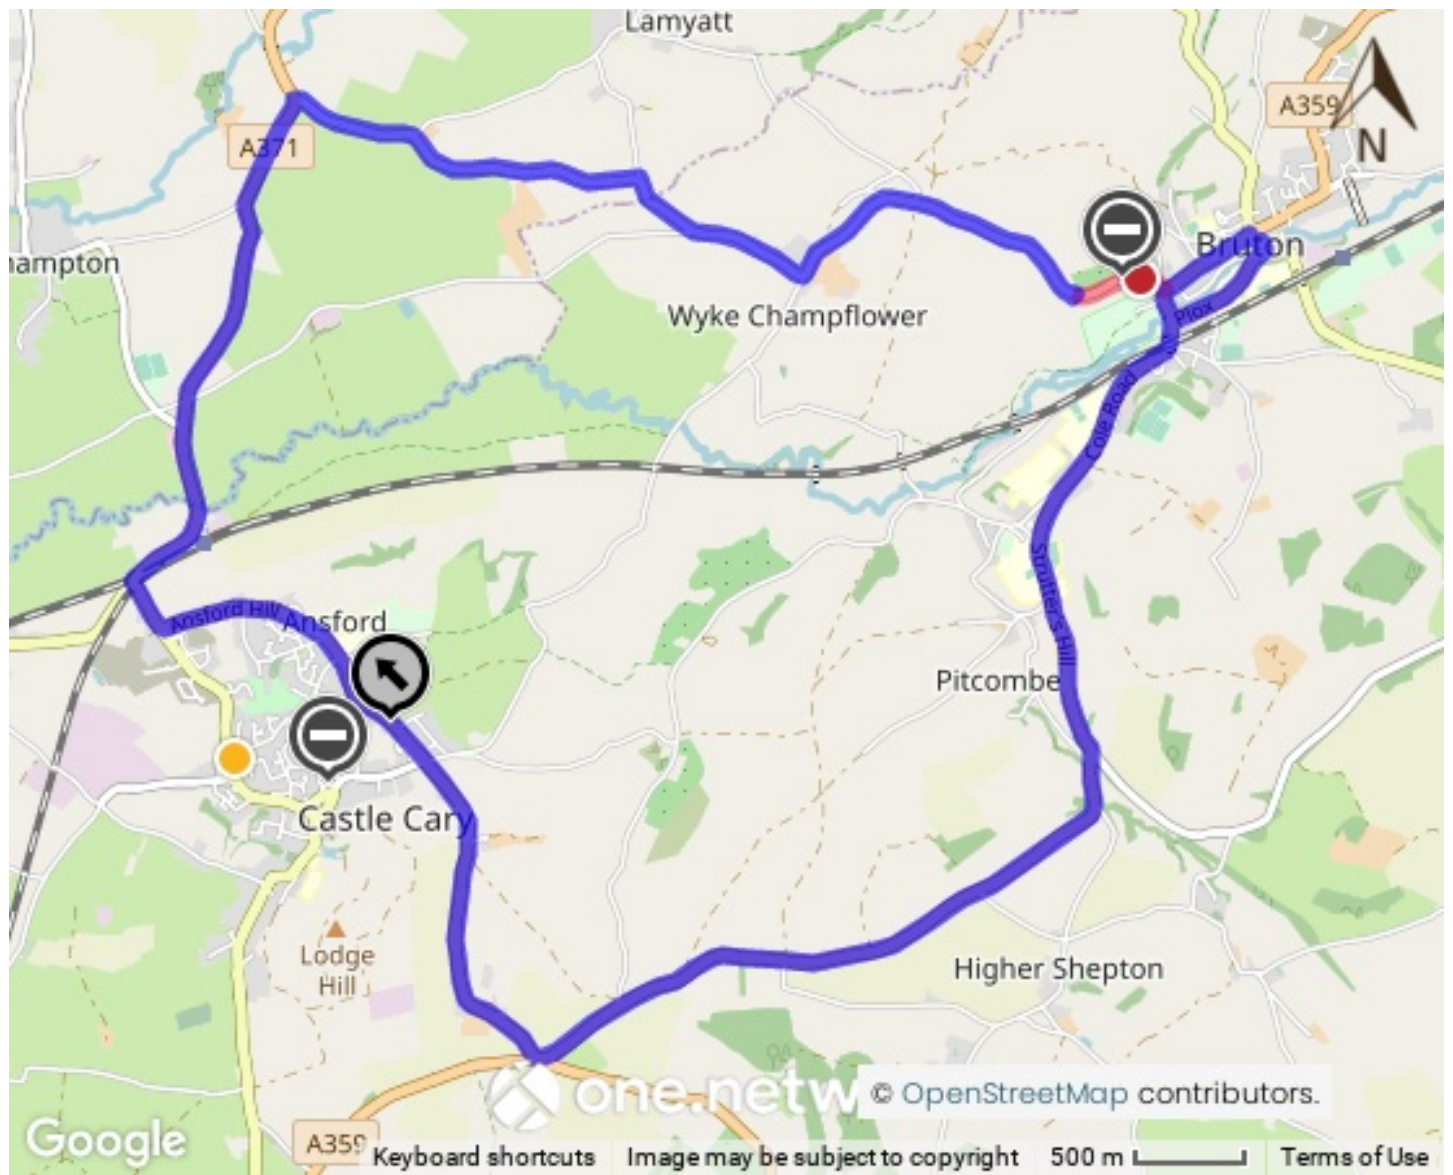 Lamyatt
A359
N
A371
Bruton
hampton
Wyke Champflower
Plox
Cole Road
Ansford Hill
Ansford
Strutter's Hill
Pitcombe
Castle Cary
Lodge
Hill
Higher Shepton
one.netw
© OpenStreetMap contributors.
Google
A359
Keyboard shortcuts Image may be subject to copyright 500 m Terms of Use